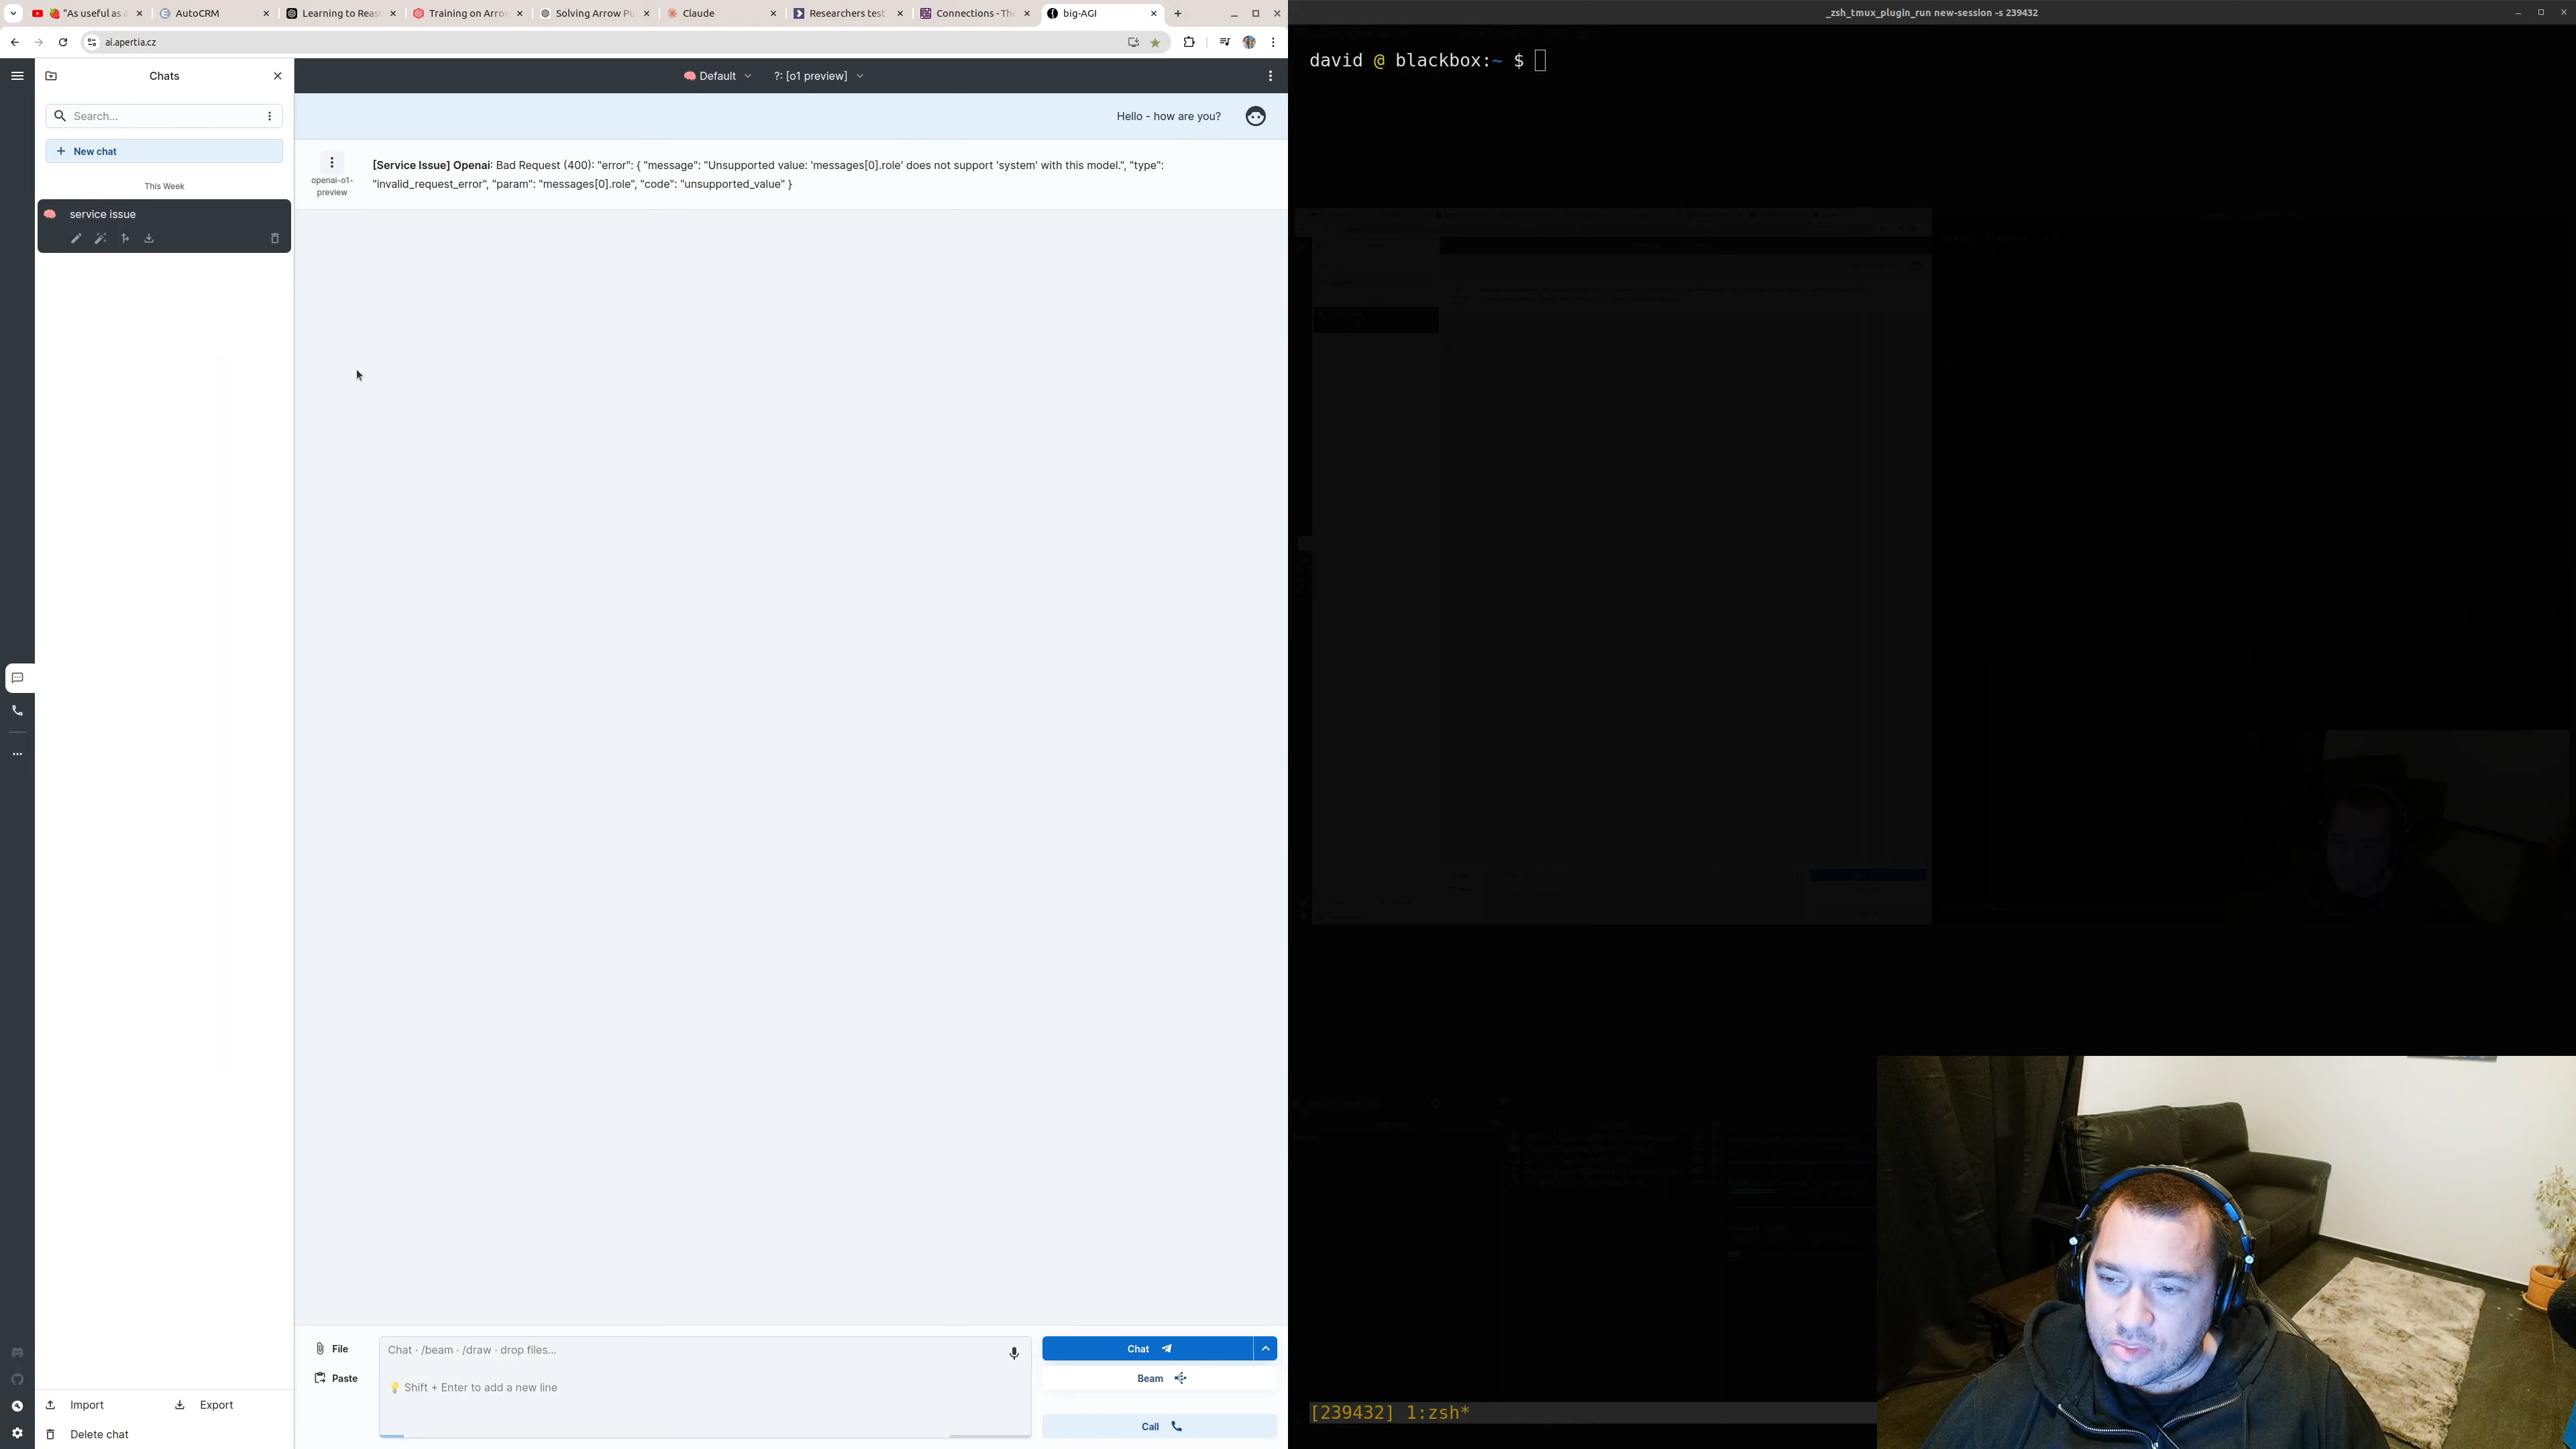 "As useful as
AutoCRM
Learning to Reas
Training on Arro
Solving Arrow Pu
Claude
Researchers test
Connections - The
big-AGI
ai.apertia.cz
Chats
Search...
New chat
This Week
service issue
Default
?: [o1 preview]
Hello - how are you?
openai-o1-
preview
[Service Issue] Openai: Bad Request (400): "error": { "message": "Unsupported value: 'messages[0].role' does not support 'system' with this model.", "type":
"invalid_request_error", "param": "messages[0].role", "code": "unsupported_value" }
File
Paste
Chat · /beam · /draw · drop files...
💡 Shift + Enter to add a new line
Chat
Beam
Call
Import
Export
Delete chat
_zsh_tmux_plugin_run new-session -s 239432
david @ blackbox:~ $
[239432] 1:zsh*